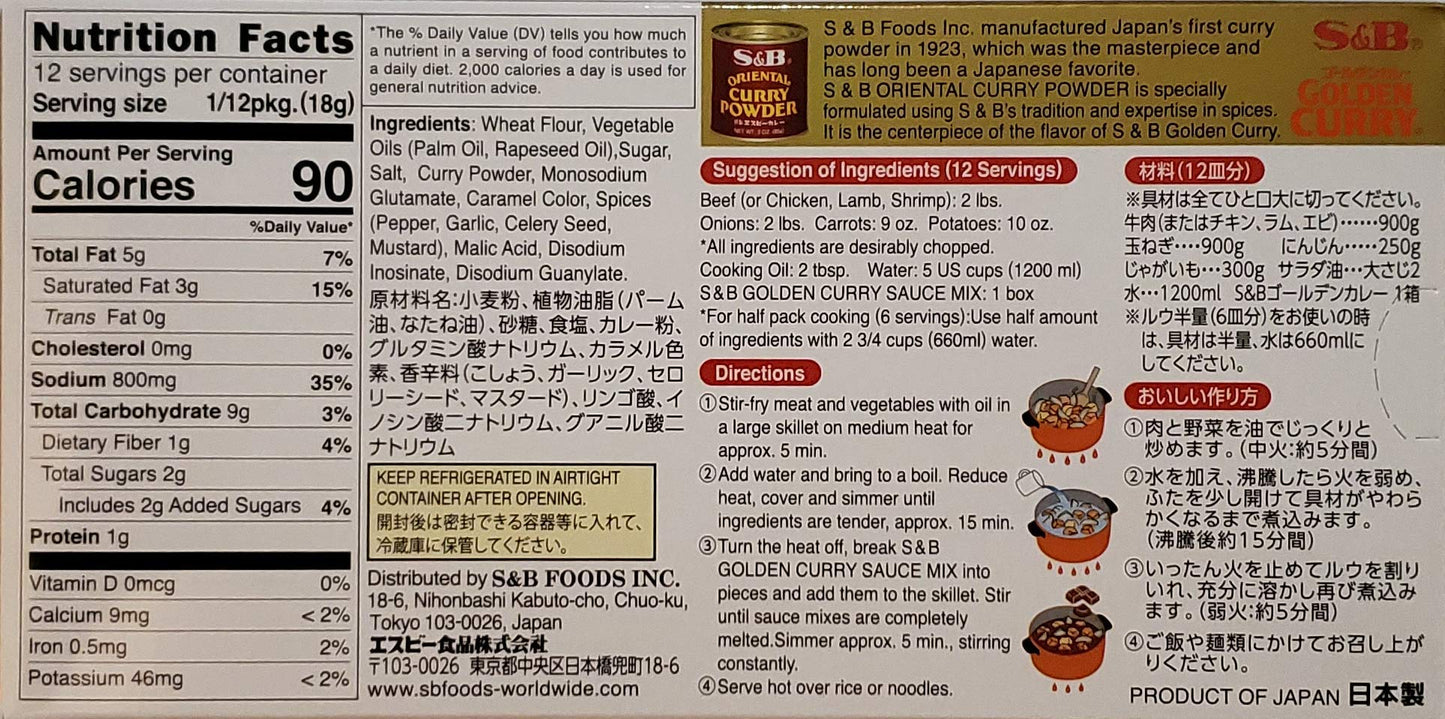 Nutrition Facts
12 servings per container
Serving size 1/12pkg.(18g)
Amount Per Serving
Calories 90
%Daily Value*
Total Fat 5g 7%
Saturated Fat 3g 15%
Trans Fat 0g
Cholesterol 0mg 0%
Sodium 800mg 35%
Total Carbohydrate 9g 3%
Dietary Fiber 1g 4%
Total Sugars 2g
Includes 2g Added Sugars 4%
Protein 1g
Vitamin D 0mcg 0%
Calcium 9mg < 2%
Iron 0.5mg 2%
Potassium 46mg < 2%
*The % Daily Value (DV) tells you how much
a nutrient in a serving of food contributes to
a daily diet. 2,000 calories a day is used for
general nutrition advice.
Ingredients: Wheat Flour, Vegetable
Oils (Palm Oil, Rapeseed Oil),Sugar,
Salt, Curry Powder, Monosodium
Glutamate, Caramel Color, Spices
(Pepper, Garlic, Celery Seed,
Mustard), Malic Acid, Disodium
Inosinate, Disodium Guanylate.
原材料名:小麦粉、植物油脂(パーム
油、なたね油)、砂糖、食塩、カレー粉、
グルタミン酸ナトリウム、カラメル色
素、香辛料(こしょう、ガーリック、セロ
リーシード、マスタード)、リンゴ酸、イ
ノシン酸二ナトリウム、グアニル酸二
ナトリウム
KEEP REFRIGERATED IN AIRTIGHT
CONTAINER AFTER OPENING.
開封後は密封できる容器等に入れて、
冷蔵庫に保管してください。
Distributed by S&B FOODS INC.
18-6, Nihonbashi Kabuto-cho, Chuo-ku,
Tokyo 103-0026, Japan
エスビー食品株式会社
〒103-0026 東京都中央区日本橋兜町18-6
www.sbfoods-worldwide.com
S&B®
ORIENTAL
CURRY
POWDER
エスビーカレー
S & B Foods Inc. manufactured Japan's first curry
powder in 1923, which was the masterpiece and
has long been a Japanese favorite.
S & B ORIENTAL CURRY POWDER is specially
formulated using S & B's tradition and expertise in spices.
It is the centerpiece of the flavor of S & B Golden Curry.
S&B®
ゴールデンカレー
GOLDEN
CURRY®
Suggestion of Ingredients (12 Servings)
Beef (or Chicken, Lamb, Shrimp): 2 lbs.
Onions: 2 lbs. Carrots: 9 oz. Potatoes: 10 oz.
*All ingredients are desirably chopped.
Cooking Oil: 2 tbsp. Water: 5 US cups (1200 ml)
S&B GOLDEN CURRY SAUCE MIX: 1 box
*For half pack cooking (6 servings):Use half amount
of ingredients with 2 3/4 cups (660ml) water.
Directions
①Stir-fry meat and vegetables with oil in
a large skillet on medium heat for
approx. 5 min.
②Add water and bring to a boil. Reduce
heat, cover and simmer until
ingredients are tender, approx. 15 min.
③Turn the heat off, break S&B
GOLDEN CURRY SAUCE MIX into
pieces and add them to the skillet. Stir
until sauce mixes are completely
melted.Simmer approx. 5 min., stirring
constantly.
④Serve hot over rice or noodles.
材料(12皿分)
※具材は全てひと口大に切ってください。
牛肉(またはチキン、ラム、エビ)……900g
玉ねぎ‥‥900g にんじん‥‥‥250g
じゃがいも…300g サラダ油…大さじ2
水…1200ml S&Bゴールデンカレー 1箱
※ルウ半量(6皿分)をお使いの時
は、具材は半量、水は660mlに
してください。
おいしい作り方
①肉と野菜を油でじっくりと
炒めます。(中火:約5分間)
②水を加え、沸騰したら火を弱め、
ふたを少し開けて具材がやわら
かくなるまで煮込みます。
(沸騰後約15分間)
③いったん火を止めてルウを割り
いれ、充分に溶かし再び煮込み
ます。(弱火:約5分間)
④ご飯や麺類にかけてお召し上が
りください。
PRODUCT OF JAPAN 日本製